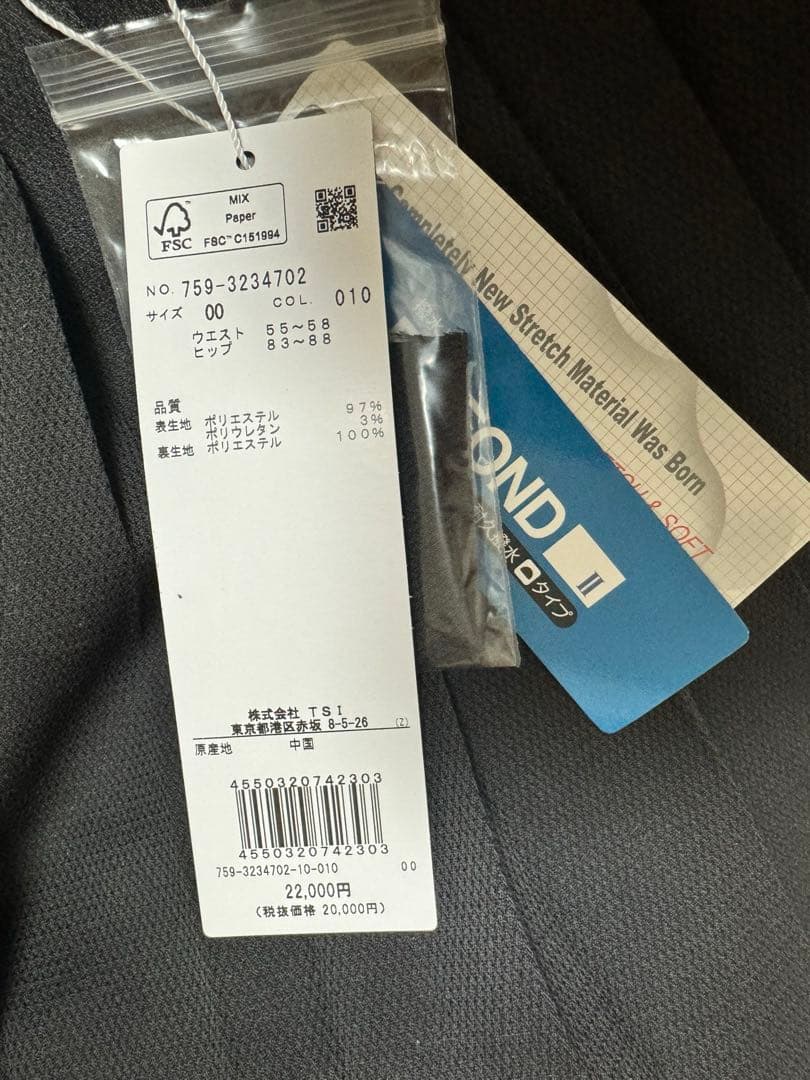 MIX
Paper
FSC
FSC™ C151994
NO. 759-3234702
サイズ 00 COL. 010
ウエスト 55~58
ヒップ 83~88
品質
表生地 ポリエステル 97%
ポリウレタン 3%
裏生地 ポリエステル 100%
株式会社 TSI
東京都港区赤坂 8-5-26 (Z)
原産地 中国
4550320742303
4550320742303
759-3234702-10-010 00
22,000円
(税抜価格 20,000円)
Completely New Stretch Material Was Born
& SOFT
OND II
耐久撥水 タイプ